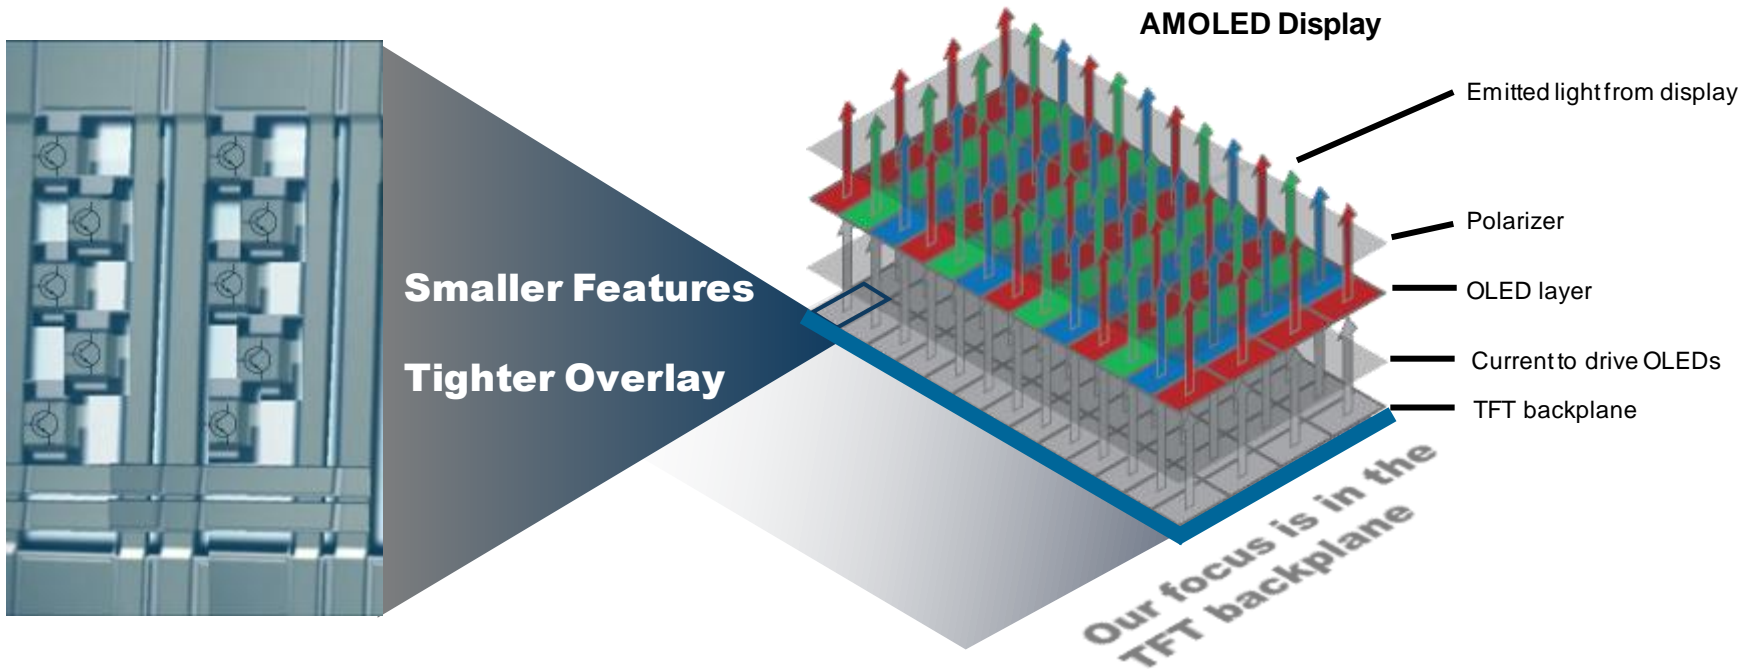 AMOLED Display
Emitted light from display
Polarizer
OLED layer
Current to drive OLEDs
TFT backplane
Smaller Features
Tighter Overlay
Our focus is in the
TFT backplane